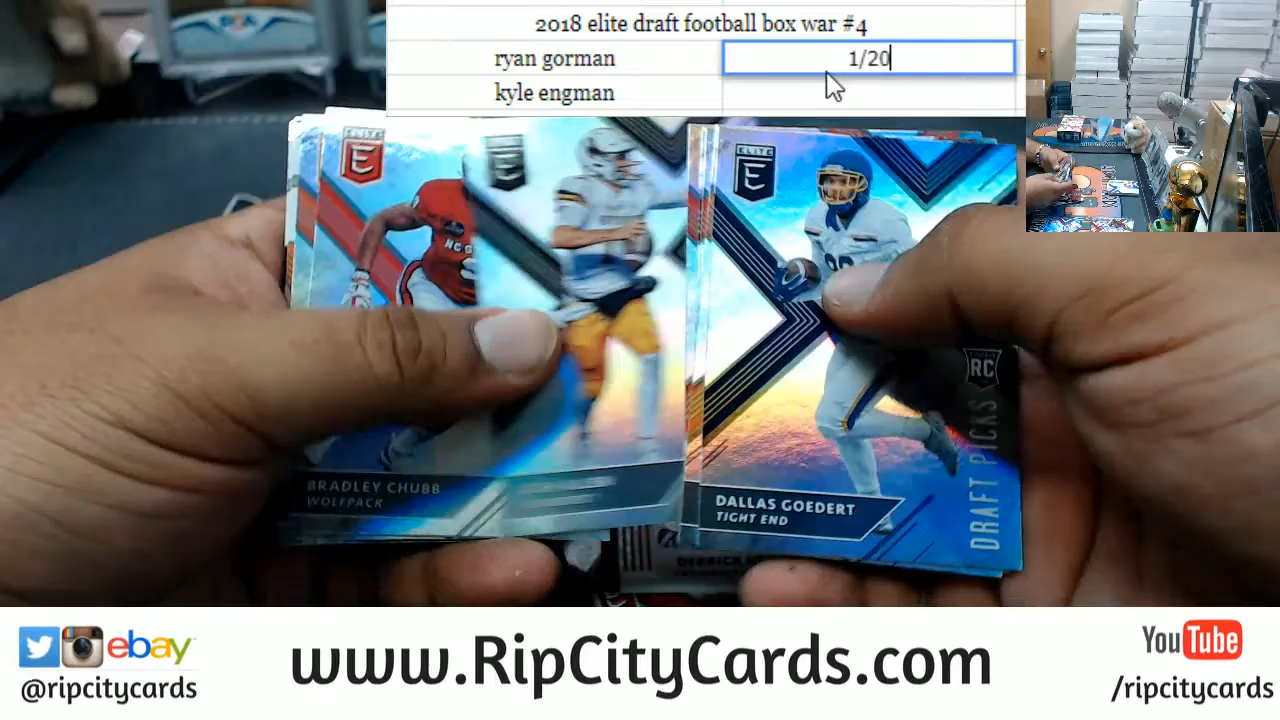 2018 elite draft football box war #4
ryan gorman 1/20
kyle engman
ELITE
E
E
ELITE
E
NC
BRADLEY CHUBB
WOLFPACK
RC
DRAFT PICKS
DALLAS GOEDERT
TIGHT END
ebay
@ripcitycards
www.RipCityCards.com
YouTube
/ripcitycards